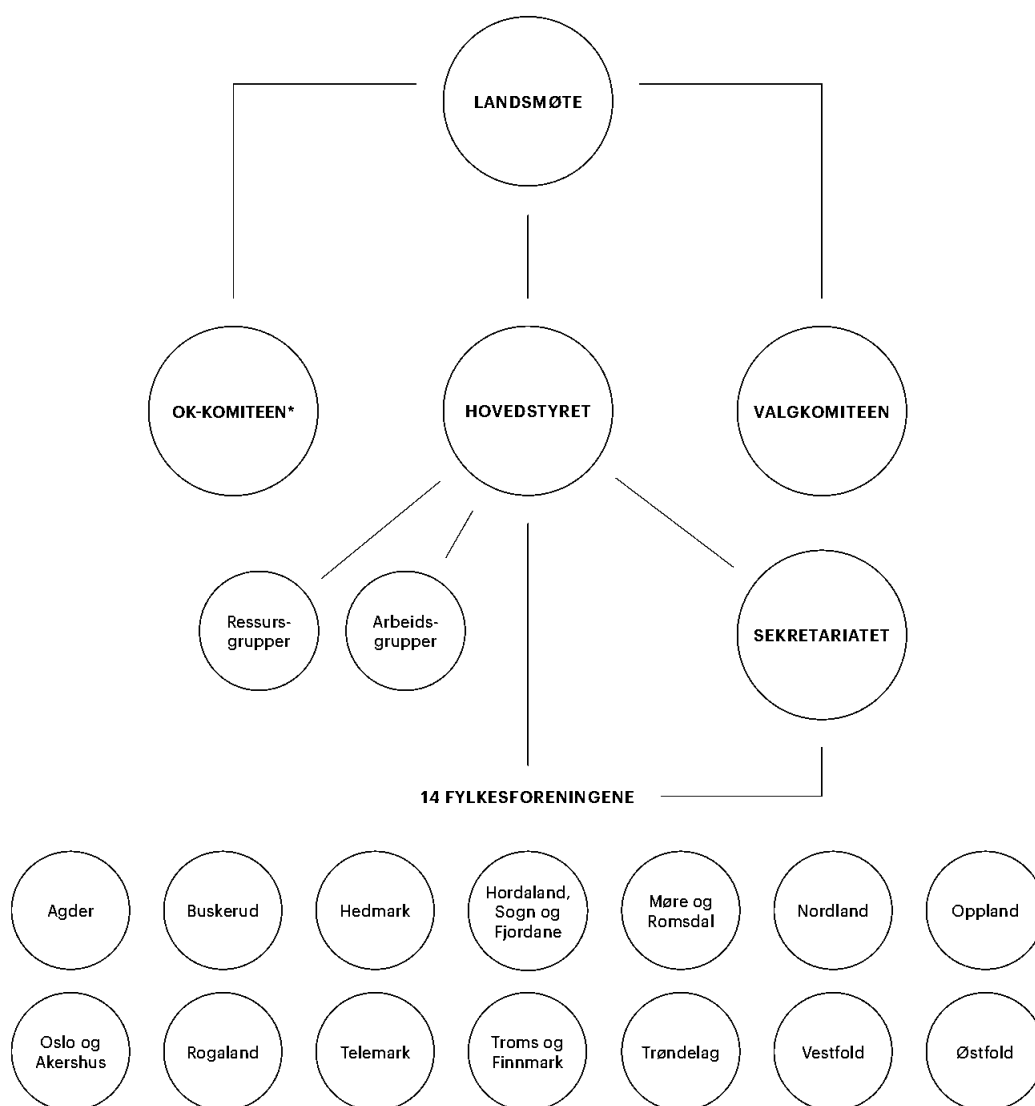 LANDSMØTE
OK-KOMITEEN*
HOVEDSTYRET
VALGKOMITEEN
Ressurs-
grupper
Arbeids-
grupper
SEKRETARIATET
14 FYLKESFORENINGENE
Agder
Buskerud
Hedmark
Hordaland,
Sogn og
Fjordane
Møre og
Romsdal
Nordland
Oppland
Oslo og
Akershus
Rogaland
Telemark
Troms og
Finnmark
Trøndelag
Vestfold
Østfold